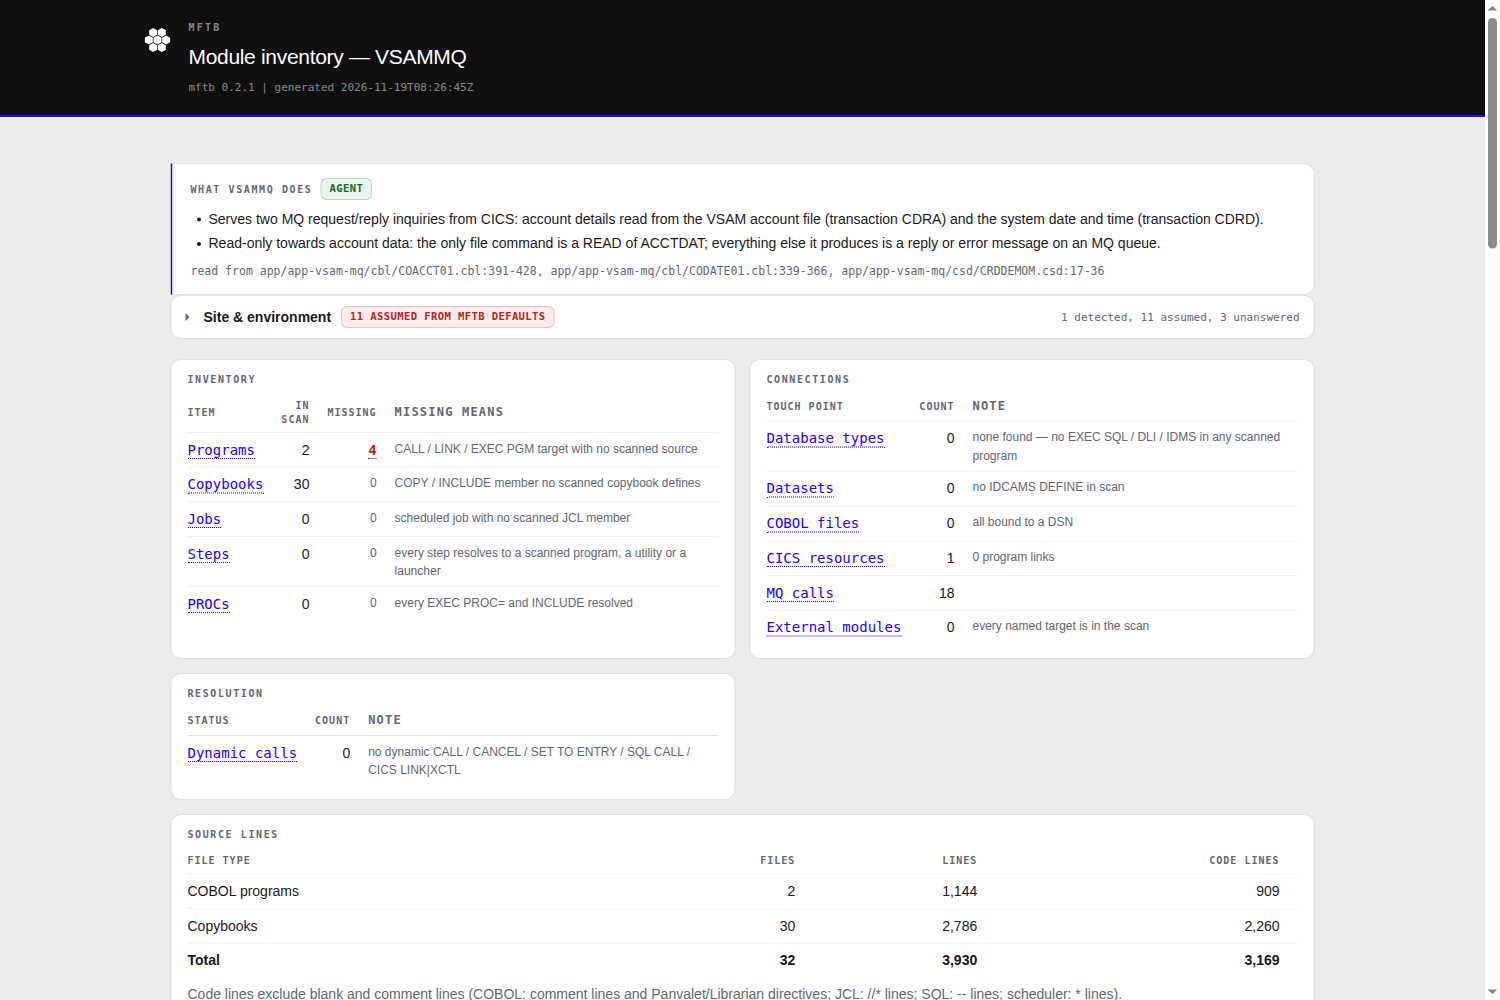 MFTB
Module inventory — VSAMMQ
mftb 0.2.1 | generated 2026-11-19T08:26:45Z
WHAT VSAMMQ DOES AGENT
• Serves two MQ request/reply inquiries from CICS: account details read from the VSAM account file (transaction CDRA) and the system date and time (transaction CDRD).
• Read-only towards account data: the only file command is a READ of ACCTDAT; everything else it produces is a reply or error message on an MQ queue.
read from app/app-vsam-mq/cbl/COACCT01.cbl:391-428, app/app-vsam-mq/cbl/CODATE01.cbl:339-366, app/app-vsam-mq/csd/CRDDEMOM.csd:17-36
Site & environment 11 ASSUMED FROM MFTB DEFAULTS 1 detected, 11 assumed, 3 unanswered
INVENTORY
ITEM IN SCAN MISSING MISSING MEANS
Programs 2 4 CALL / LINK / EXEC PGM target with no scanned source
Copybooks 30 0 COPY / INCLUDE member no scanned copybook defines
Jobs 0 0 scheduled job with no scanned JCL member
Steps 0 0 every step resolves to a scanned program, a utility or a
launcher
PROCs 0 0 every EXEC PROC= and INCLUDE resolved
CONNECTIONS
TOUCH POINT COUNT NOTE
Database types 0 none found — no EXEC SQL / DLI / IDMS in any scanned
program
Datasets 0 no IDCAMS DEFINE in scan
COBOL files 0 all bound to a DSN
CICS resources 1 0 program links
MQ calls 18
External modules 0 every named target is in the scan
RESOLUTION
STATUS COUNT NOTE
Dynamic calls 0 no dynamic CALL / CANCEL / SET TO ENTRY / SQL CALL /
CICS LINK|XCTL
SOURCE LINES
FILE TYPE FILES LINES CODE LINES
COBOL programs 2 1,144 909
Copybooks 30 2,786 2,260
Total 32 3,930 3,169
Code lines exclude blank and comment lines (COBOL: comment lines and Panvalet/Librarian directives; JCL: //* lines; SQL: -- lines; scheduler: * lines).